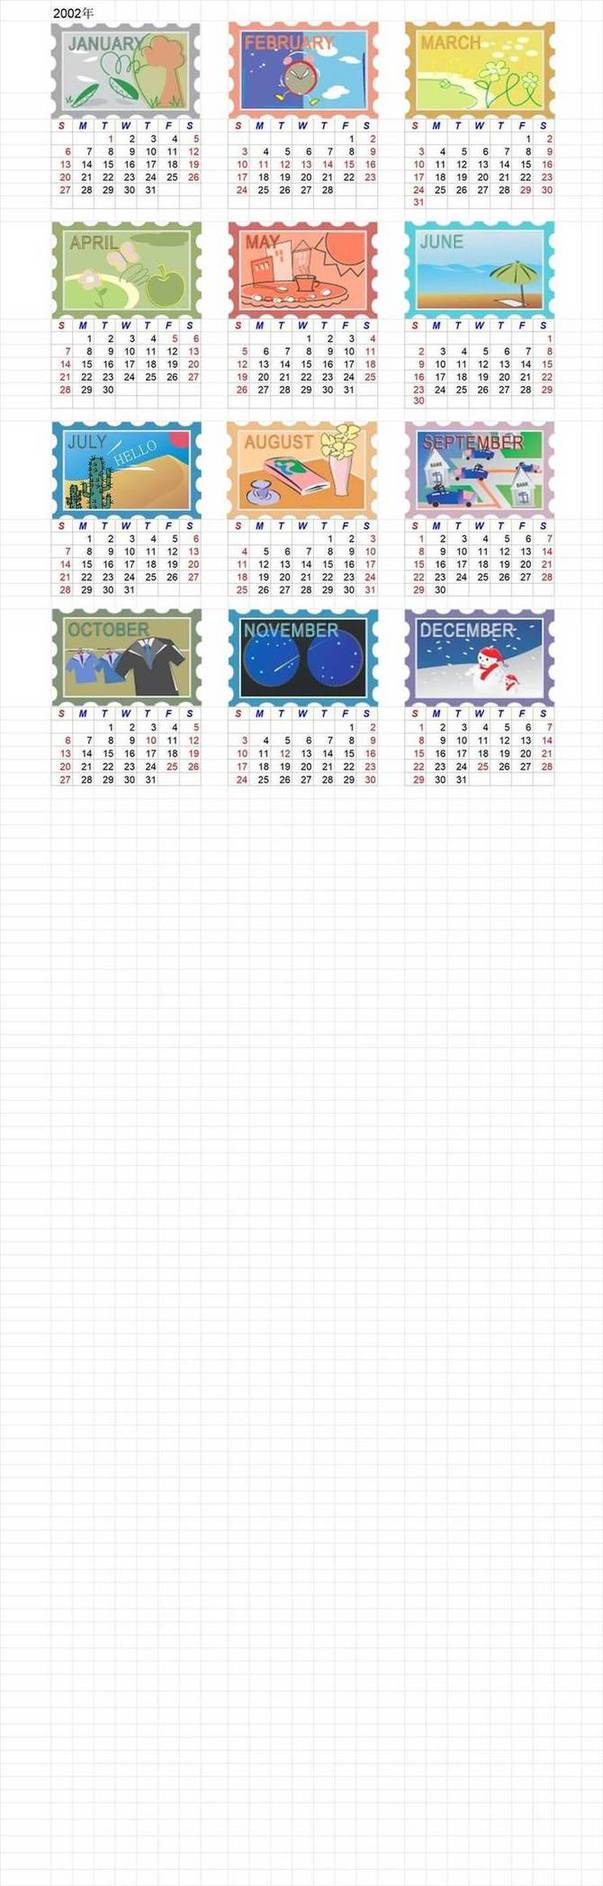 2002年
JANUARY FEBRUARY MARCH
S M T W T F S S M T W T F S S M T W T F S
1 2 3 4 5 1 2 1 2
6 7 8 9 10 11 12 3 4 5 6 7 8 9 3 4 5 6 7 8 9
13 14 15 16 17 18 19 10 11 12 13 14 15 16 10 11 12 13 14 15 16
20 21 22 23 24 25 26 17 18 19 20 21 22 23 17 18 19 20 21 22 23
27 28 29 30 31 24 25 26 27 28 24 25 26 27 28 29 30
31
APRIL MAY JUNE
S M T W T F S S M T W T F S S M T W T F S
1 2 3 4 5 6 1 2 3 4 1
7 8 9 10 11 12 13 5 6 7 8 9 10 11 2 3 4 5 6 7 8
14 15 16 17 18 19 20 12 13 14 15 16 17 18 9 10 11 12 13 14 15
21 22 23 24 25 26 27 19 20 21 22 23 24 25 16 17 18 19 20 21 22
28 29 30 26 27 28 29 30 31 23 24 25 26 27 28 29
30
JULY HELLO AUGUST SEPTEMBER
BANK
BANK
S M T W T F S S M T W T F S S M T W T F S
1 2 3 4 5 6 1 2 3 1 2 3 4 5 6 7
7 8 9 10 11 12 13 4 5 6 7 8 9 10 8 9 10 11 12 13 14
14 15 16 17 18 19 20 11 12 13 14 15 16 17 15 16 17 18 19 20 21
21 22 23 24 25 26 27 18 19 20 21 22 23 24 22 23 24 25 26 27 28
28 29 30 31 25 26 27 28 29 30 31 29 30
OCTOBER NOVEMBER DECEMBER
S M T W T F S S M T W T F S S M T W T F S
1 2 3 4 5 1 2 1 2 3 4 5 6 7
6 7 8 9 10 11 12 3 4 5 6 7 8 9 8 9 10 11 12 13 14
13 14 15 16 17 18 19 10 11 12 13 14 15 16 15 16 17 18 19 20 21
20 21 22 23 24 25 26 17 18 19 20 21 22 23 22 23 24 25 26 27 28
27 28 29 30 31 24 25 26 27 28 29 30 29 30 31